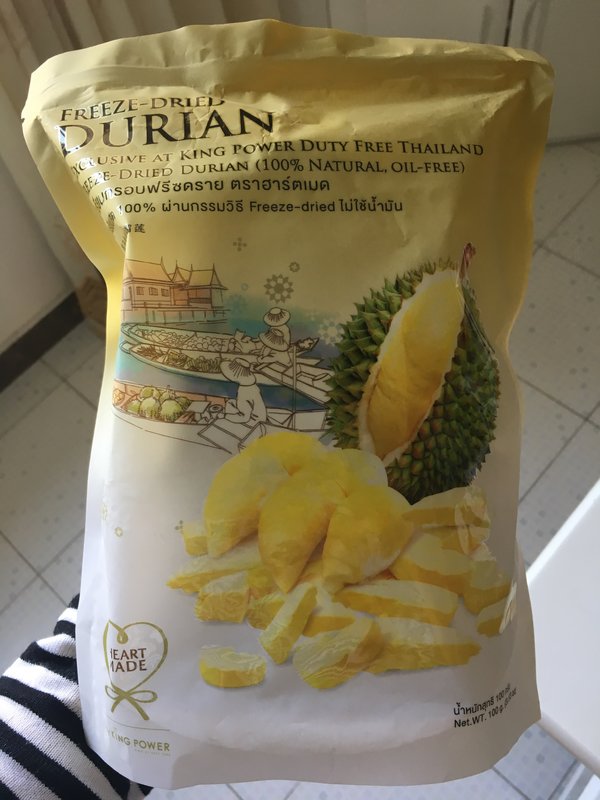 FREEZE-DRIED
DURIAN
EXCLUSIVE AT KING POWER DUTY FREE THAILAND
FREEZE-DRIED DURIAN (100% NATURAL, OIL-FREE)
ทุเรียนกรอบฟรีซดราย ตราฮาร์ตเมด
100% ผ่านกรรมวิธี Freeze-dried ไม่ใช้น้ำมัน
HEART
MADE
KING POWER
น้ำหนักสุทธิ 100 กรัม
Net.WT. 100 g.